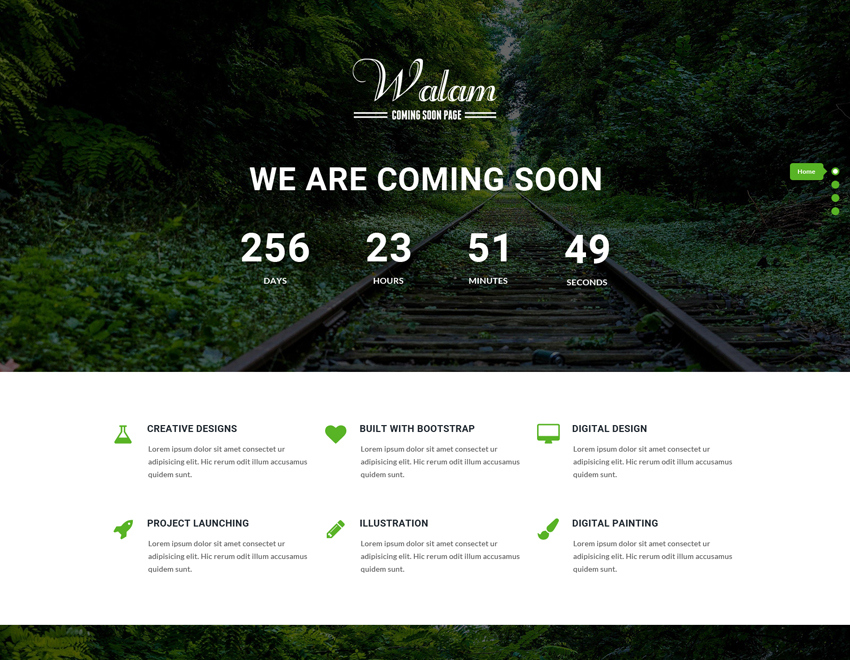 Walam
COMING SOON PAGE
WE ARE COMING SOON
Home
256 23 51 49
DAYS HOURS MINUTES SECONDS
CREATIVE DESIGNS
Lorem ipsum dolor sit amet consectet ur
adipisicing elit. Hic rerum odit illum accusamus
quidem sunt.
BUILT WITH BOOTSTRAP
Lorem ipsum dolor sit amet consectet ur
adipisicing elit. Hic rerum odit illum accusamus
quidem sunt.
DIGITAL DESIGN
Lorem ipsum dolor sit amet consectet ur
adipisicing elit. Hic rerum odit illum accusamus
quidem sunt.
PROJECT LAUNCHING
Lorem ipsum dolor sit amet consectet ur
adipisicing elit. Hic rerum odit illum accusamus
quidem sunt.
ILLUSTRATION
Lorem ipsum dolor sit amet consectet ur
adipisicing elit. Hic rerum odit illum accusamus
quidem sunt.
DIGITAL PAINTING
Lorem ipsum dolor sit amet consectet ur
adipisicing elit. Hic rerum odit illum accusamus
quidem sunt.